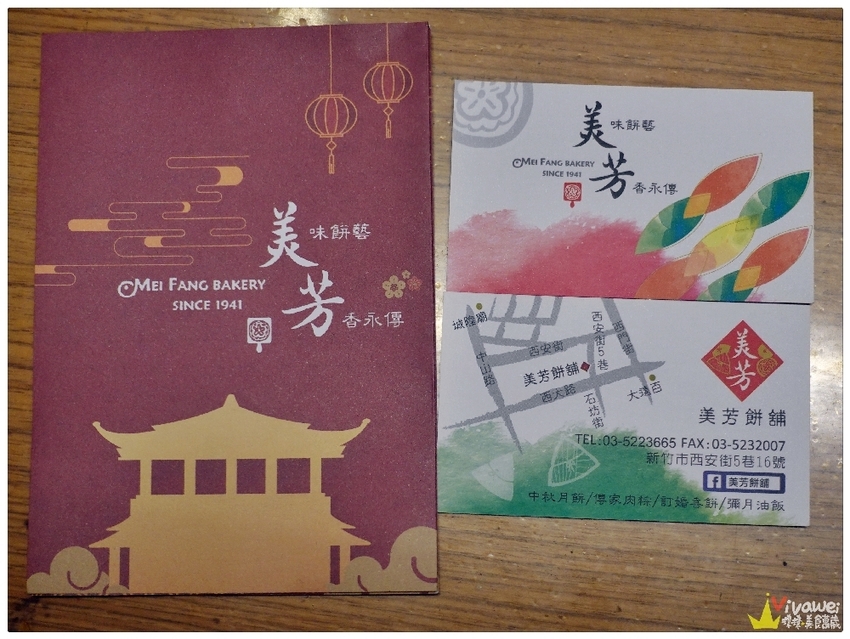 美
味餅藝
MEI FANG BAKERY
SINCE 1941
芳
香永傳
美
味餅藝
MEI FANG BAKERY
SINCE 1941
芳
香永傳
城隍廟
中山路
西安街
西安街5巷
西門街
美芳餅舖
西大路
石坊街
大遠百
美芳
美芳餅舖
TEL:03-5223665 FAX:03-5232007
新竹市西安街5巷16號
f 美芳餅舖
中秋月餅/傳家肉粽/訂婚喜餅/彌月油飯
Vivawei